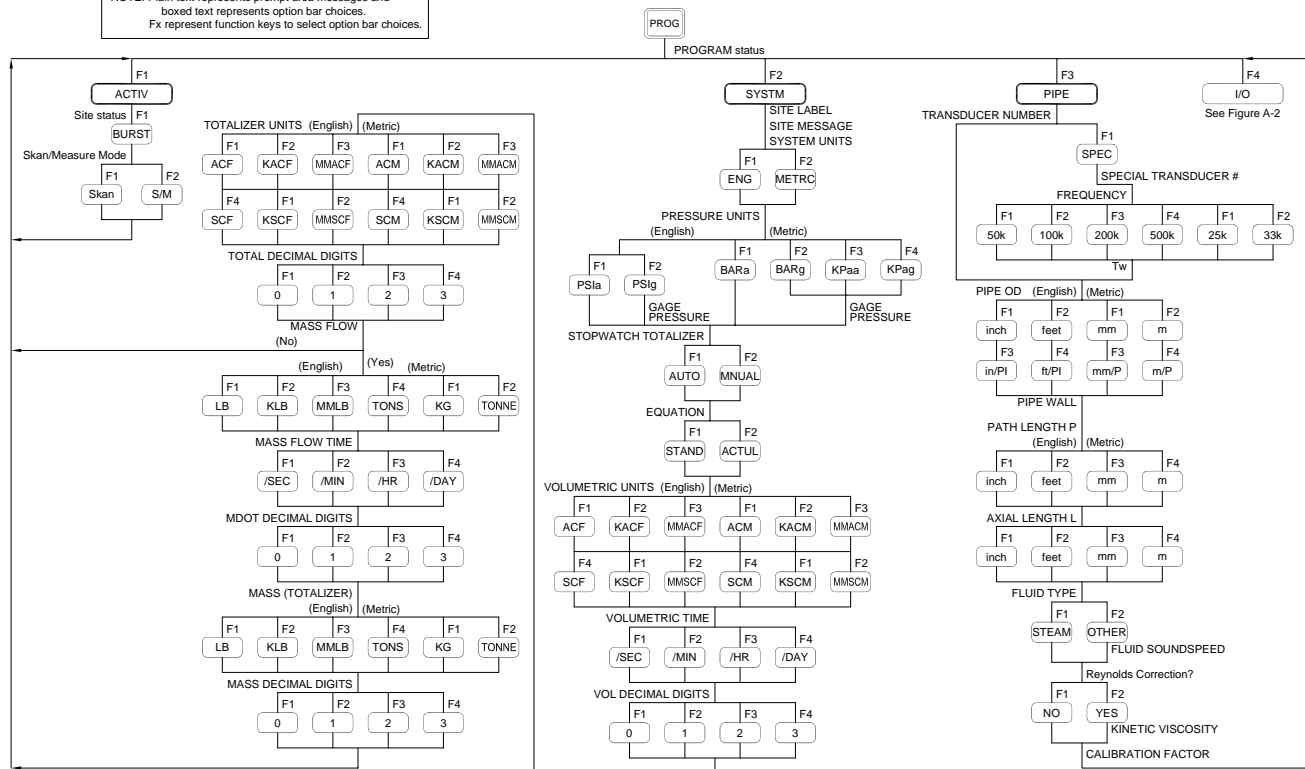 NOTE: Plain text represents prompt area messages and
boxed text represents option bar choices.
Fx represent function keys to select option bar choices.
PROG
PROGRAM status
F1
ACTIV
Site status F1
BURST
Skan/Measure Mode
F1 F2
Skan S/M
TOTALIZER UNITS (English) (Metric)
F1 F2 F3 F1 F2 F3
ACF KACF MMACF ACM KACM MMACM
F4 F1 F2 F4 F1 F2
SCF KSCF MMSCF SCM KSCM MMSCM
TOTAL DECIMAL DIGITS
F1 F2 F3 F4
0 1 2 3
MASS FLOW
(No)
(Yes)
(English) (Metric)
F1 F2 F3 F4 F1 F2
LB KLB MMLB TONS KG TONNE
MASS FLOW TIME
F1 F2 F3 F4
/SEC /MIN /HR /DAY
MDOT DECIMAL DIGITS
F1 F2 F3 F4
0 1 2 3
MASS (TOTALIZER)
(English) (Metric)
F1 F2 F3 F4 F1 F2
LB KLB MMLB TONS KG TONNE
MASS DECIMAL DIGITS
F1 F2 F3 F4
0 1 2 3
F2
SYSTM
SITE LABEL
SITE MESSAGE
SYSTEM UNITS
F1 F2
ENG METRC
PRESSURE UNITS
(English) (Metric)
F1 F2 F1 F2 F3 F4
PSIa PSIg BARa BARg KPaa KPag
GAGE PRESSURE
GAGE PRESSURE
STOPWATCH TOTALIZER
F1 F2
AUTO MNUAL
EQUATION
F1 F2
STAND ACTUL
VOLUMETRIC UNITS (English) (Metric)
F1 F2 F3 F1 F2 F3
ACF KACF MMACF ACM KACM MMACM
F4 F1 F2 F4 F1 F2
SCF KSCF MMSCF SCM KSCM MMSCM
VOLUMETRIC TIME
F1 F2 F3 F4
/SEC /MIN /HR /DAY
VOL DECIMAL DIGITS
F1 F2 F3 F4
0 1 2 3
F3
PIPE
TRANSDUCER NUMBER
F1
SPEC
SPECIAL TRANSDUCER #
FREQUENCY
F1 F2 F3 F4 F1 F2
50k 100k 200k 500k 25k 33k
Tw
PIPE OD (English) (Metric)
F1 F2 F1 F2
inch feet mm m
F3 F4 F3 F4
in/PI ft/PI mm/P m/P
PIPE WALL
PATH LENGTH P
(English) (Metric)
F1 F2 F3 F4
inch feet mm m
AXIAL LENGTH L
F1 F2 F3 F4
inch feet mm m
FLUID TYPE
F1 F2
STEAM OTHER
FLUID SOUNDSPEED
Reynolds Correction?
F1 F2
NO YES
KINETIC VISCOSITY
CALIBRATION FACTOR
F4
I/O
See Figure A-2